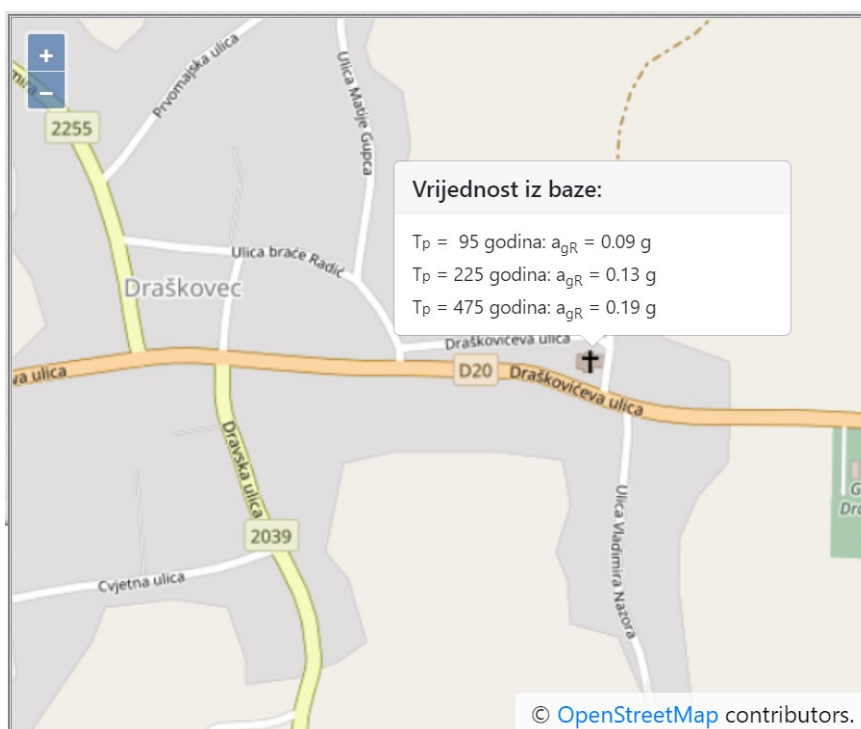 +
−
mira
2255
Prvomajska ulica
Ulica Matije Gupca
Vrijednost iz baze:
Tp = 95 godina: agR = 0.09 g
Tp = 225 godina: agR = 0.13 g
Tp = 475 godina: agR = 0.19 g
Ulica braće Radić
Draškovec
Draškovićeva ulica
D20
Draškovićeva ulica
va ulica
Dravska ulica
G
Dra
Ulica Vladimira Nazora
2039
Cvjetna ulica
© OpenStreetMap contributors.